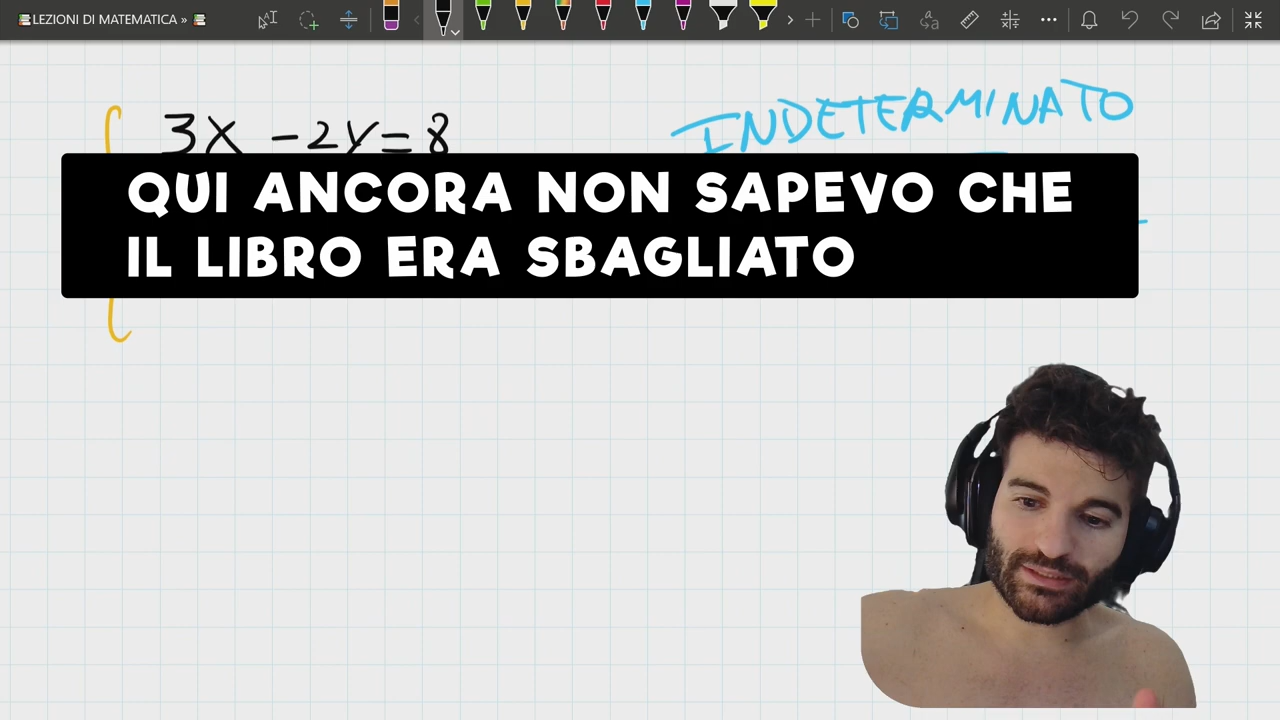 LEZIONI DI MATEMATICA »
3X - 2Y = 8
INDETERMINATO
QUI ANCORA NON SAPEVO CHE
IL LIBRO ERA SBAGLIATO